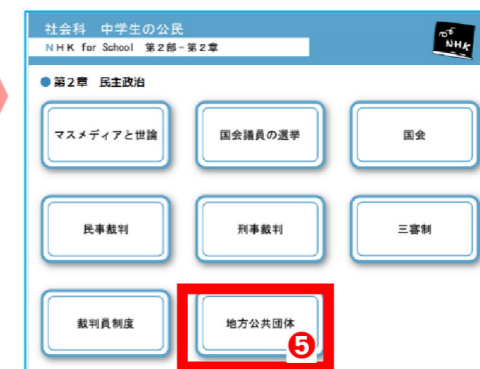 社会科 中学生の公民
NHK for School 第2部-第2章
NHK
●第2章 民主政治
マスメディアと世論
国会議員の選挙
国会
民事裁判
刑事裁判
三審制
裁判員制度
地方公共団体
❺